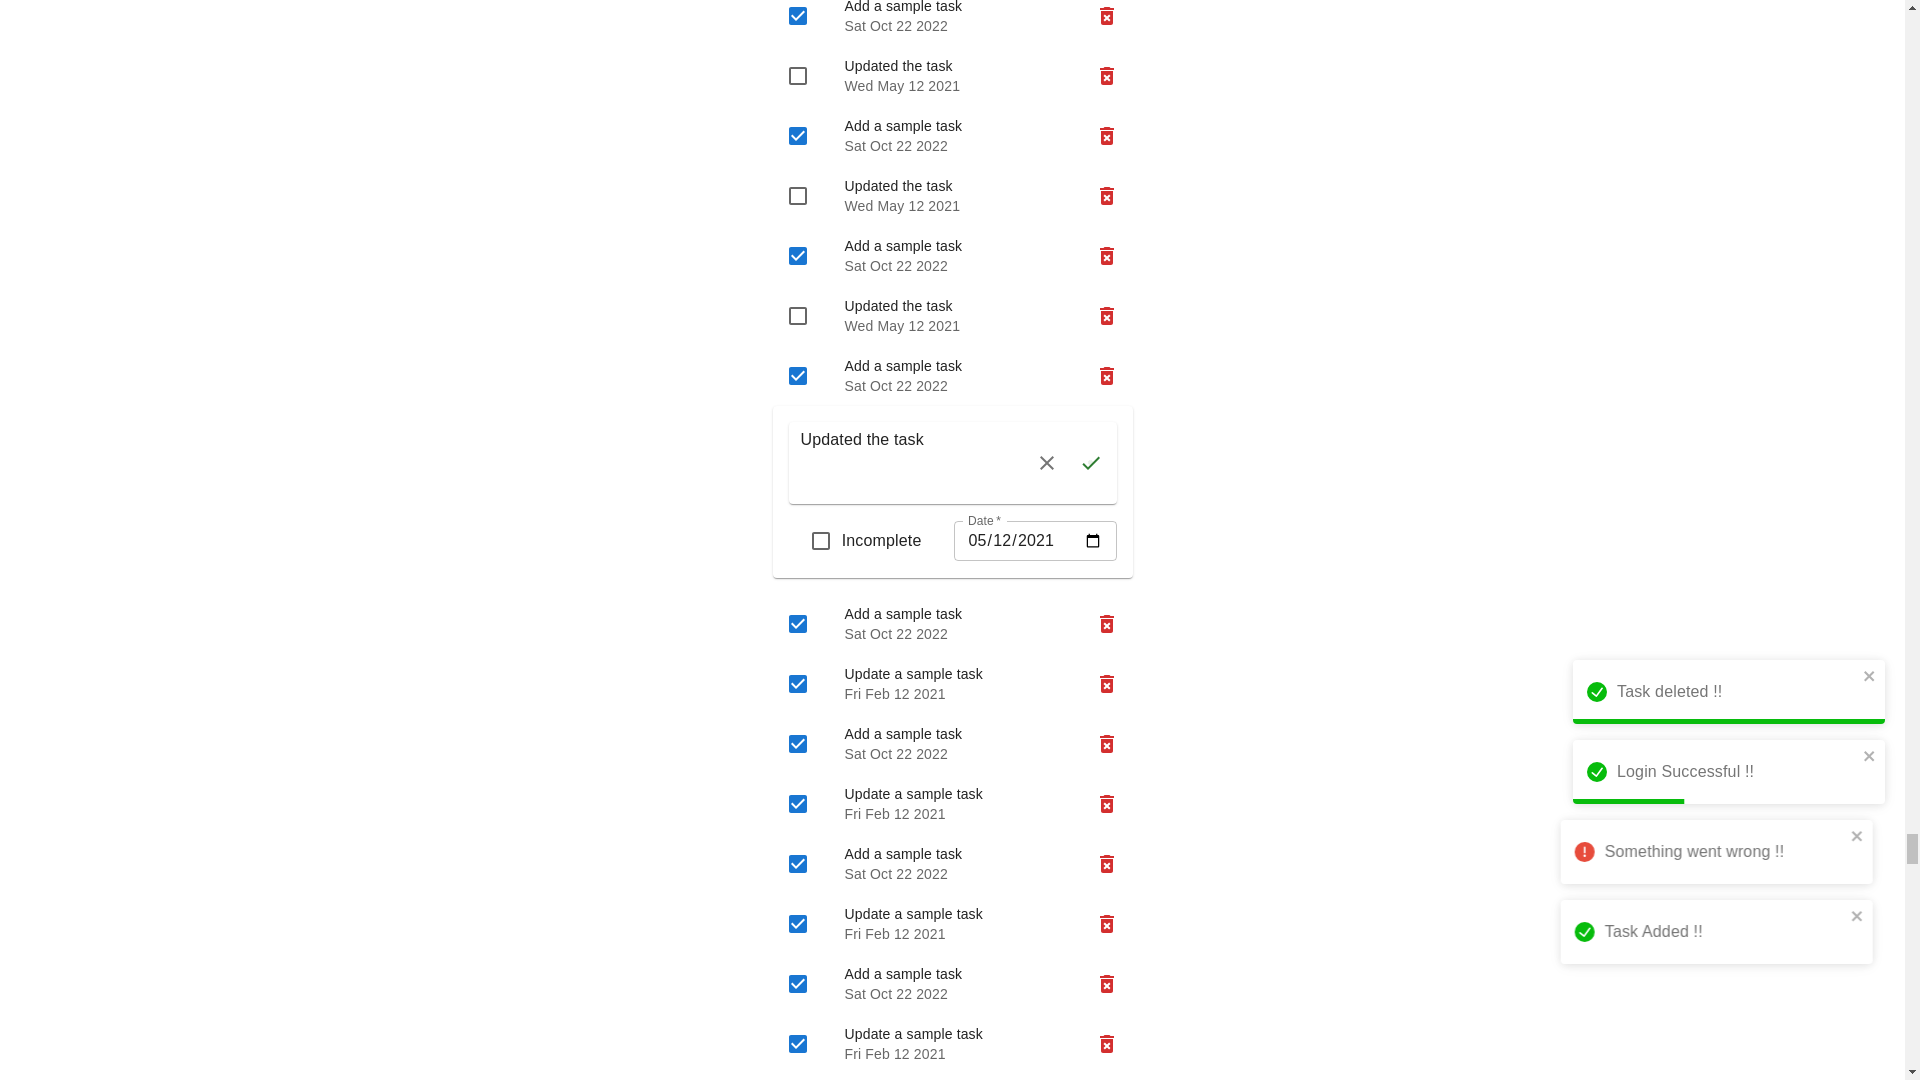 Add a sample task
Sat Oct 22 2022
Updated the task
Wed May 12 2021
Add a sample task
Sat Oct 22 2022
Updated the task
Wed May 12 2021
Add a sample task
Sat Oct 22 2022
Updated the task
Wed May 12 2021
Add a sample task
Sat Oct 22 2022
Updated the task
Date *
Incomplete
05/12/2021
Add a sample task
Sat Oct 22 2022
Update a sample task
Fri Feb 12 2021
Add a sample task
Sat Oct 22 2022
Update a sample task
Fri Feb 12 2021
Add a sample task
Sat Oct 22 2022
Update a sample task
Fri Feb 12 2021
Add a sample task
Sat Oct 22 2022
Update a sample task
Fri Feb 12 2021
Task deleted !!
Login Successful !!
Something went wrong !!
Task Added !!